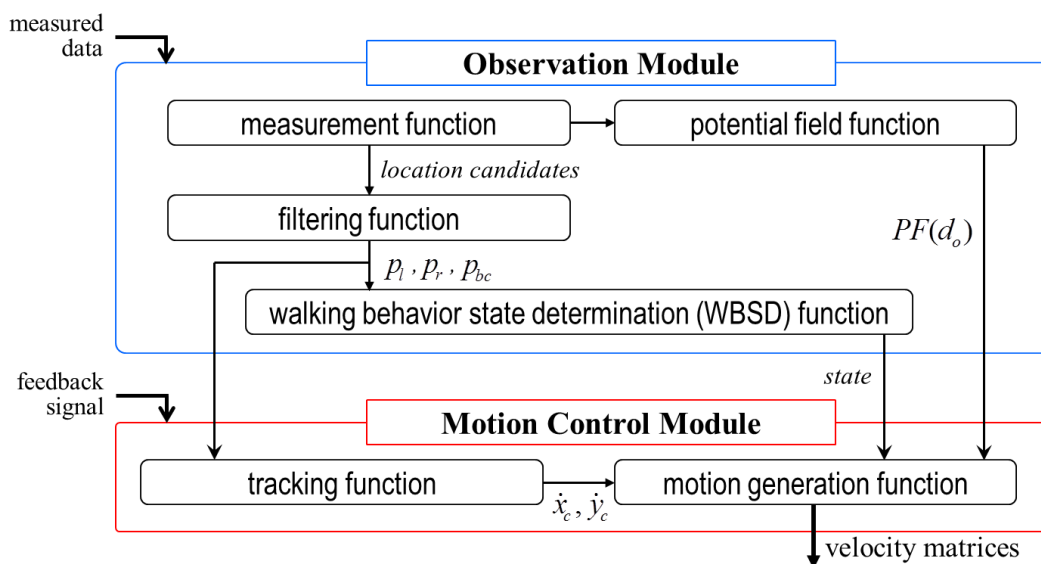 measured
data
Observation Module
measurement function
potential field function
location candidates
filtering function
PF(d_o)
p_l , p_r , p_bc
walking behavior state determination (WBSD) function
state
feedback
signal
Motion Control Module
tracking function
motion generation function
ẋ_c , ẏ_c
velocity matrices